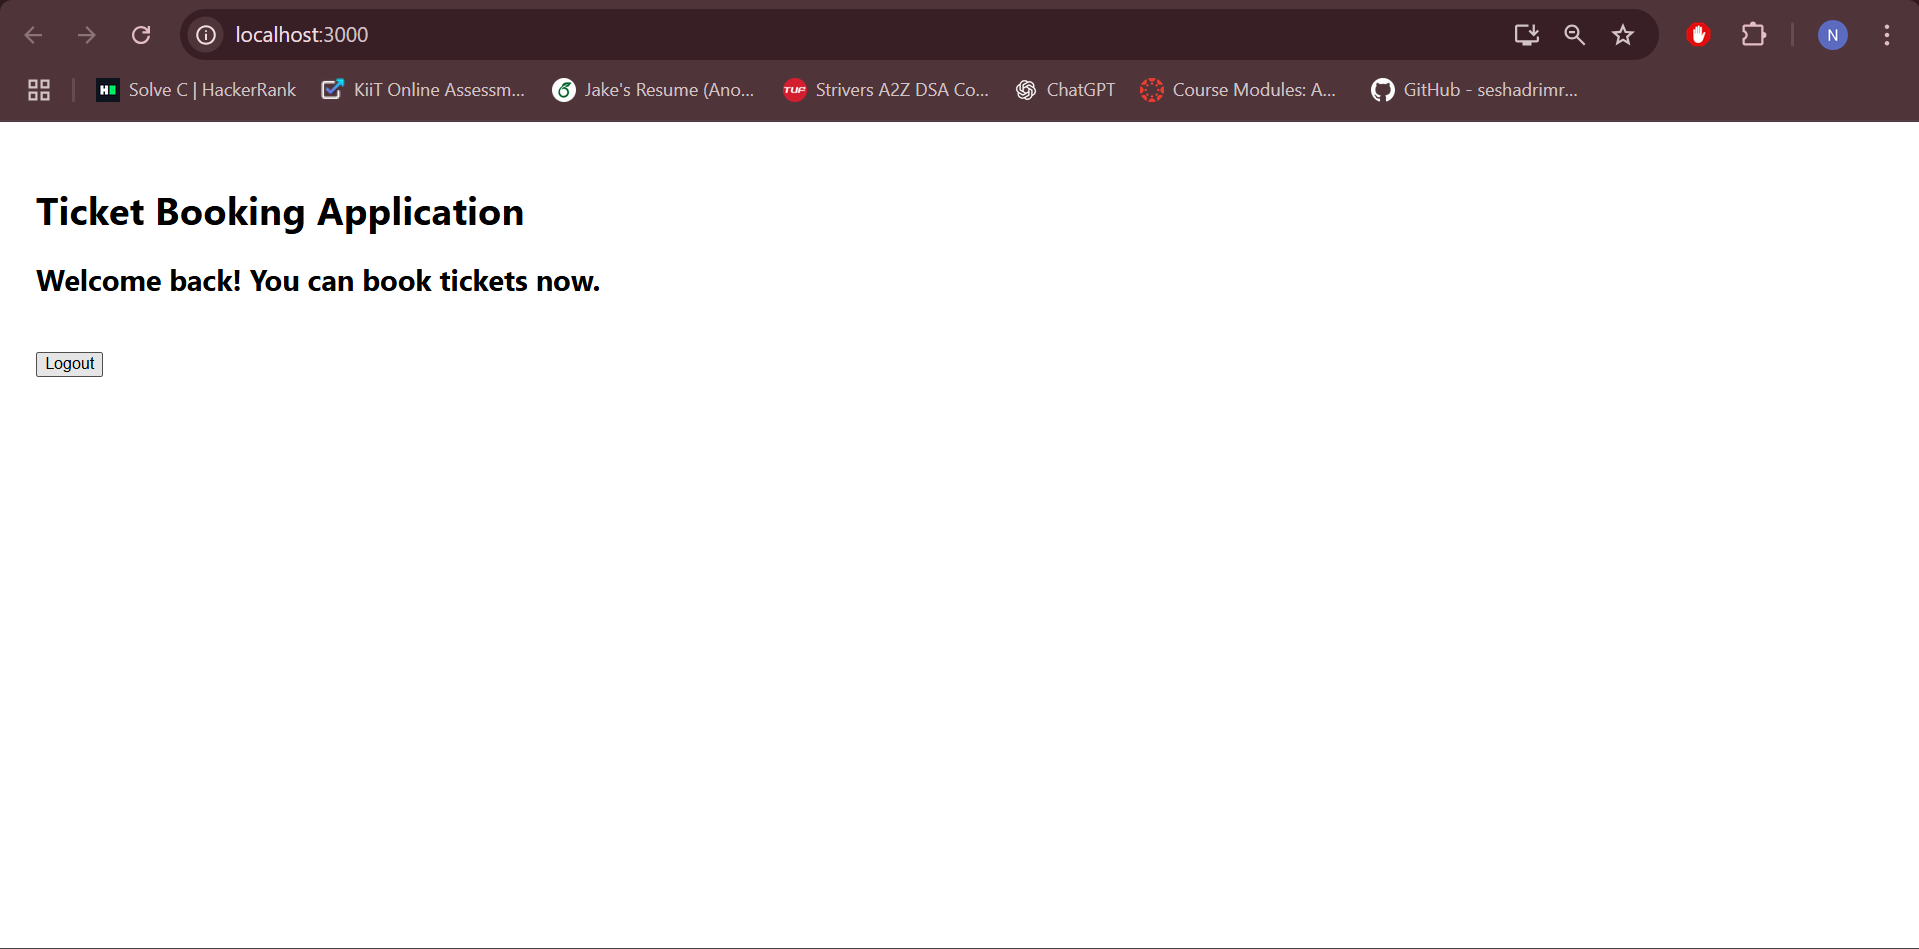 localhost:3000
N
Solve C | HackerRank
KiiT Online Assessm...
Jake's Resume (Ano...
TUF
Strivers A2Z DSA Co...
ChatGPT
Course Modules: A...
GitHub - seshadrimr...
Ticket Booking Application
Welcome back! You can book tickets now.
Logout